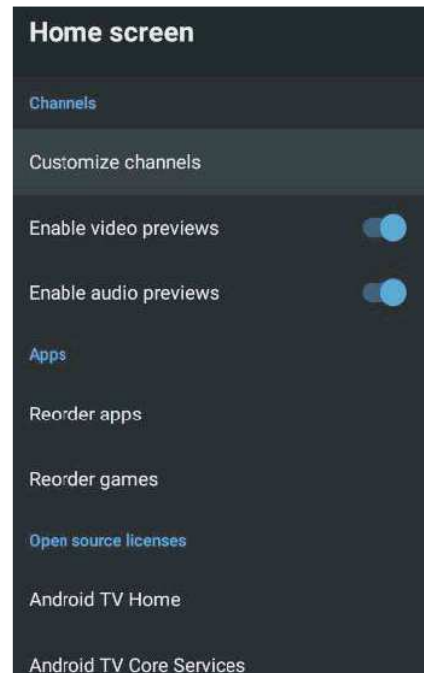 Home screen
Channels
Customize channels
Enable video previews
Enable audio previews
Apps
Reorder apps
Reorder games
Open source licenses
Android TV Home
Android TV Core Services